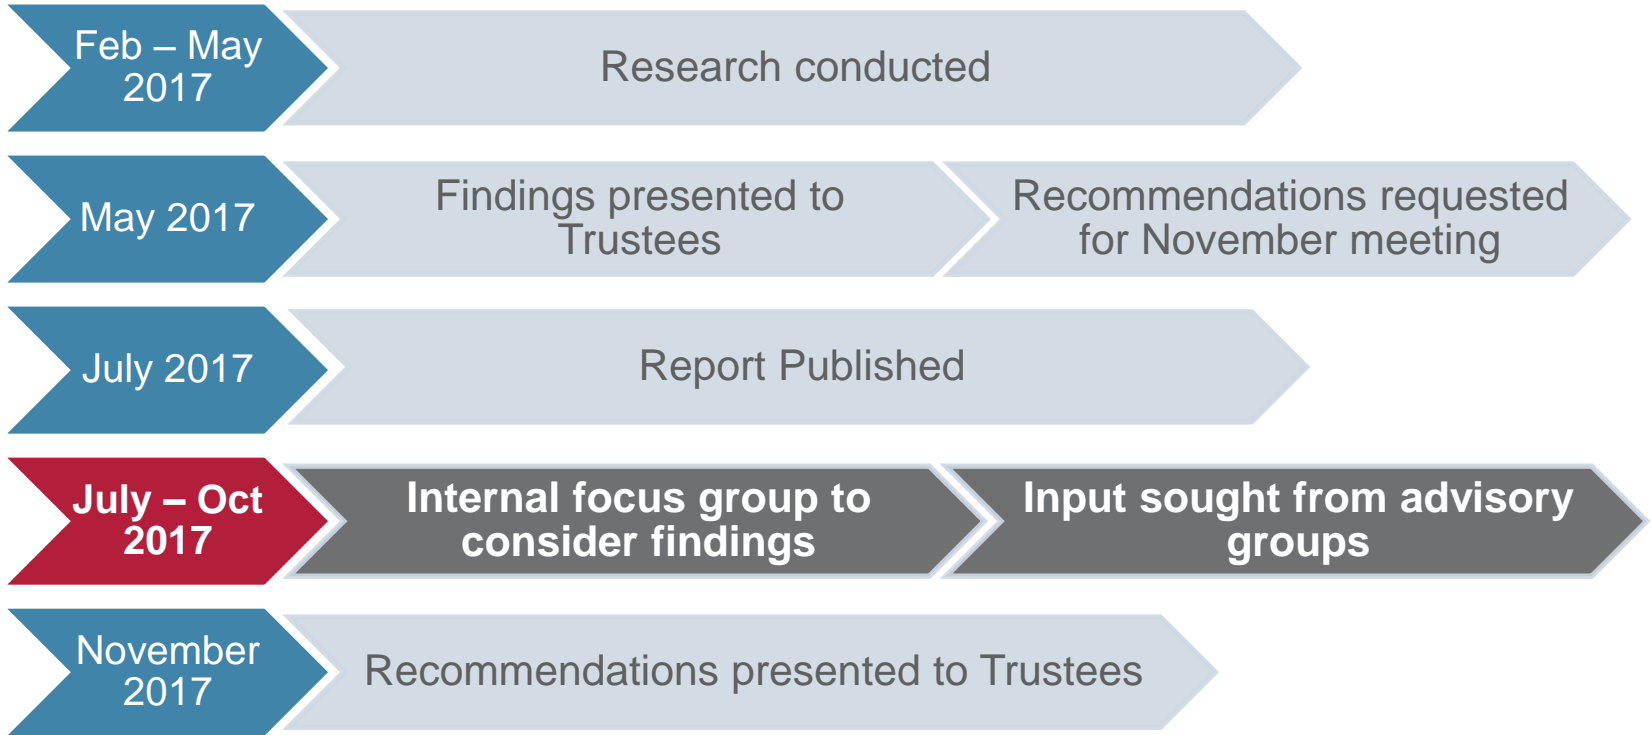 Feb – May
2017
Research conducted
May 2017
Findings presented to
Trustees
Recommendations requested
for November meeting
July 2017
Report Published
July – Oct
2017
Internal focus group to
consider findings
Input sought from advisory
groups
November
2017
Recommendations presented to Trustees